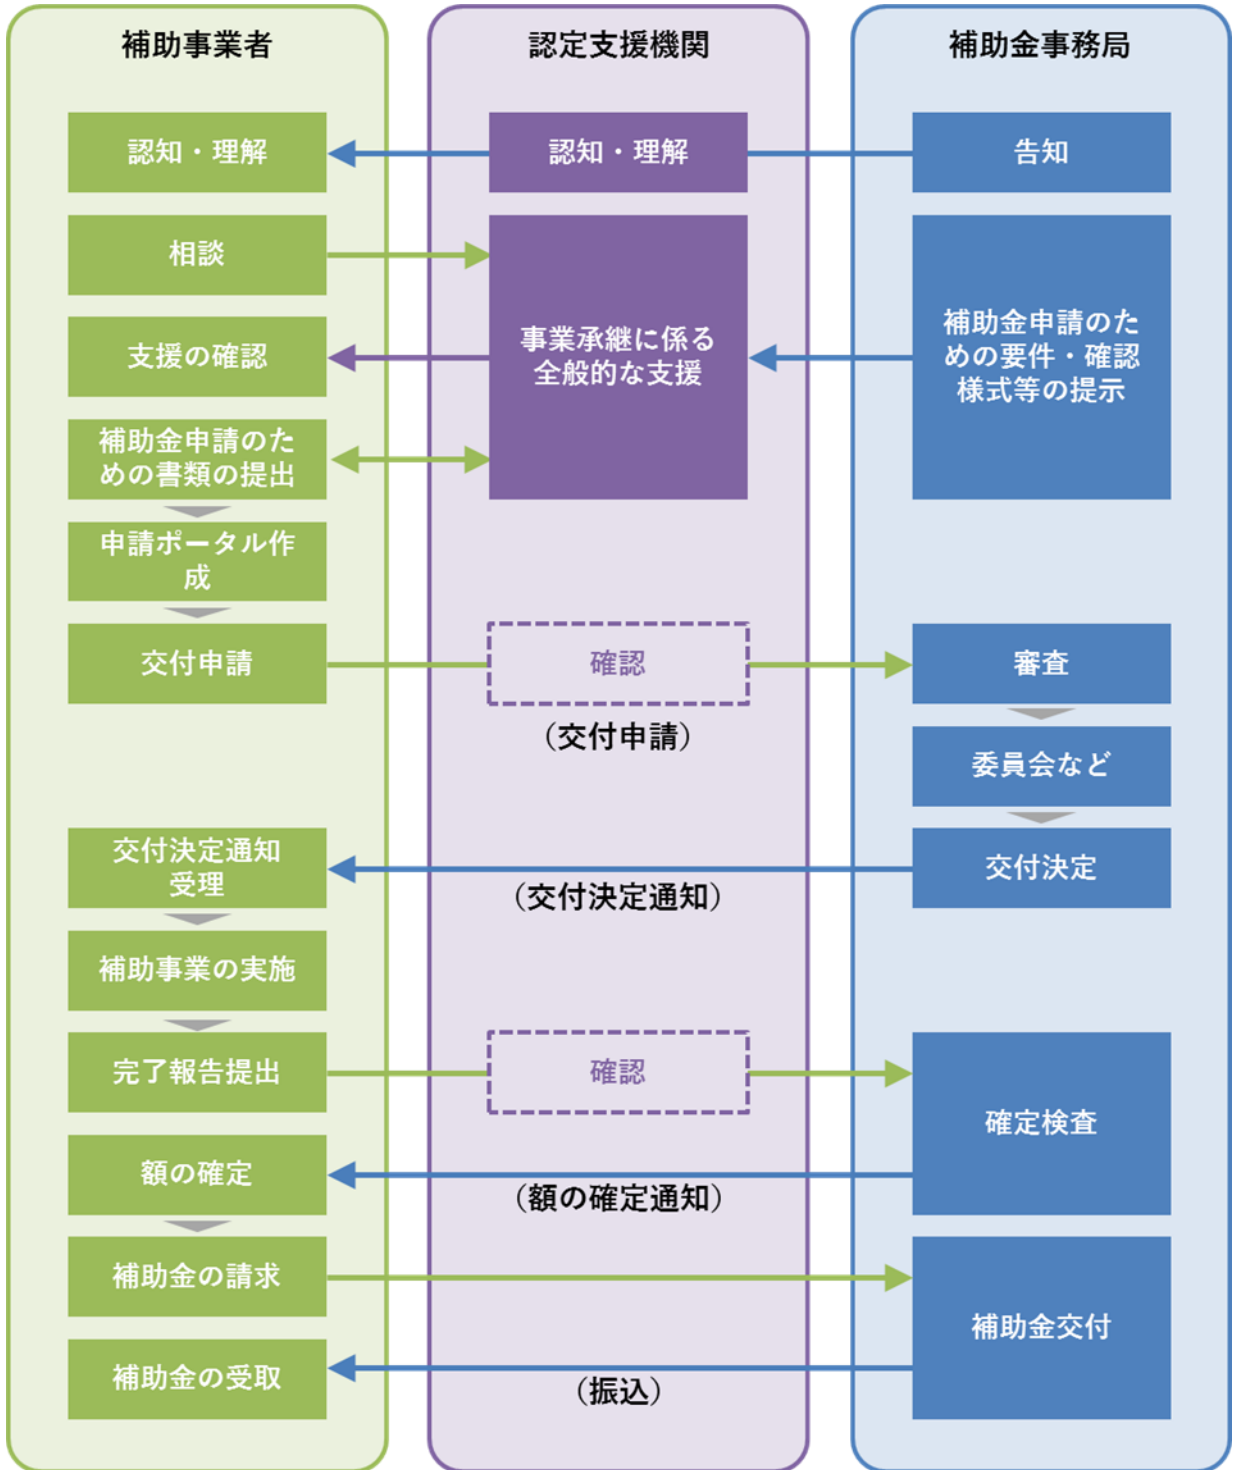 補助事業者
認定支援機関
補助金事務局
認知・理解
認知・理解
告知
相談
支援の確認
補助金申請のた
めの書類の提出
事業承継に係る
全般的な支援
補助金申請のた
めの要件・確認
様式等の提示
申請ポータル作
成
交付申請
確認
審査
（交付申請）
委員会など
交付決定通知
受理
交付決定
（交付決定通知）
補助事業の実施
完了報告提出
確認
確定検査
額の確定
（額の確定通知）
補助金の請求
補助金交付
補助金の受取
（振込）